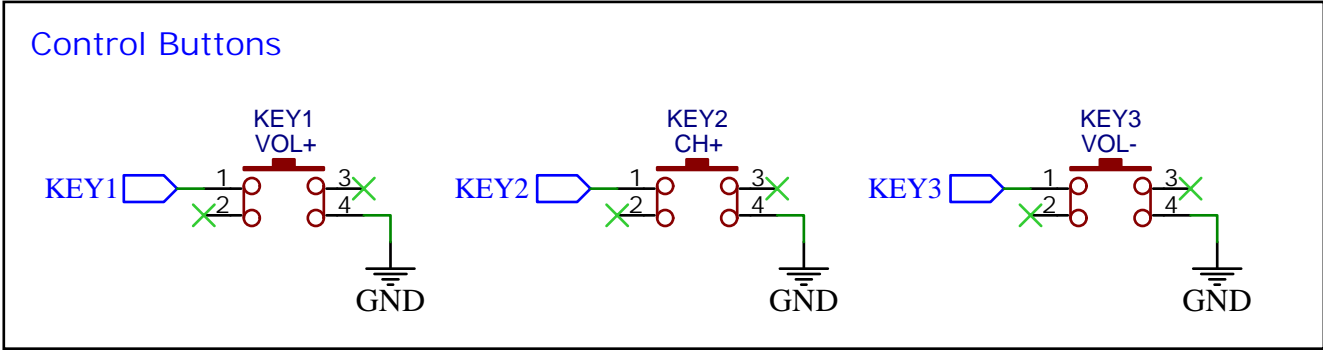 Control Buttons
KEY1
VOL+
KEY1
1
2
3
4
GND
KEY2
CH+
KEY2
1
2
3
4
GND
KEY3
VOL-
KEY3
1
2
3
4
GND